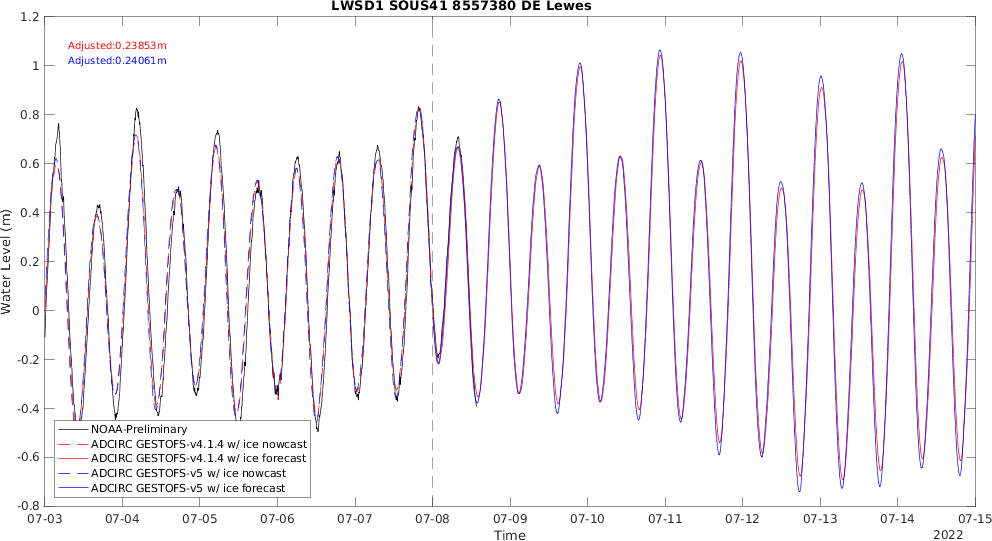 LWSD1 SOUS41 8557380 DE Lewes
1.2
1
0.8
0.6
0.4
0.2
0
-0.2
-0.4
-0.6
-0.8
Water Level (m)
Adjusted:0.23853m
Adjusted:0.24061m
NOAA-Preliminary
ADCIRC GESTOFS-v4.1.4 w/ ice nowcast
ADCIRC GESTOFS-v4.1.4 w/ ice forecast
ADCIRC GESTOFS-v5 w/ ice nowcast
ADCIRC GESTOFS-v5 w/ ice forecast
07-03 07-04 07-05 07-06 07-07 07-08 07-09 07-10 07-11 07-12 07-13 07-14 07-15
Time
2022